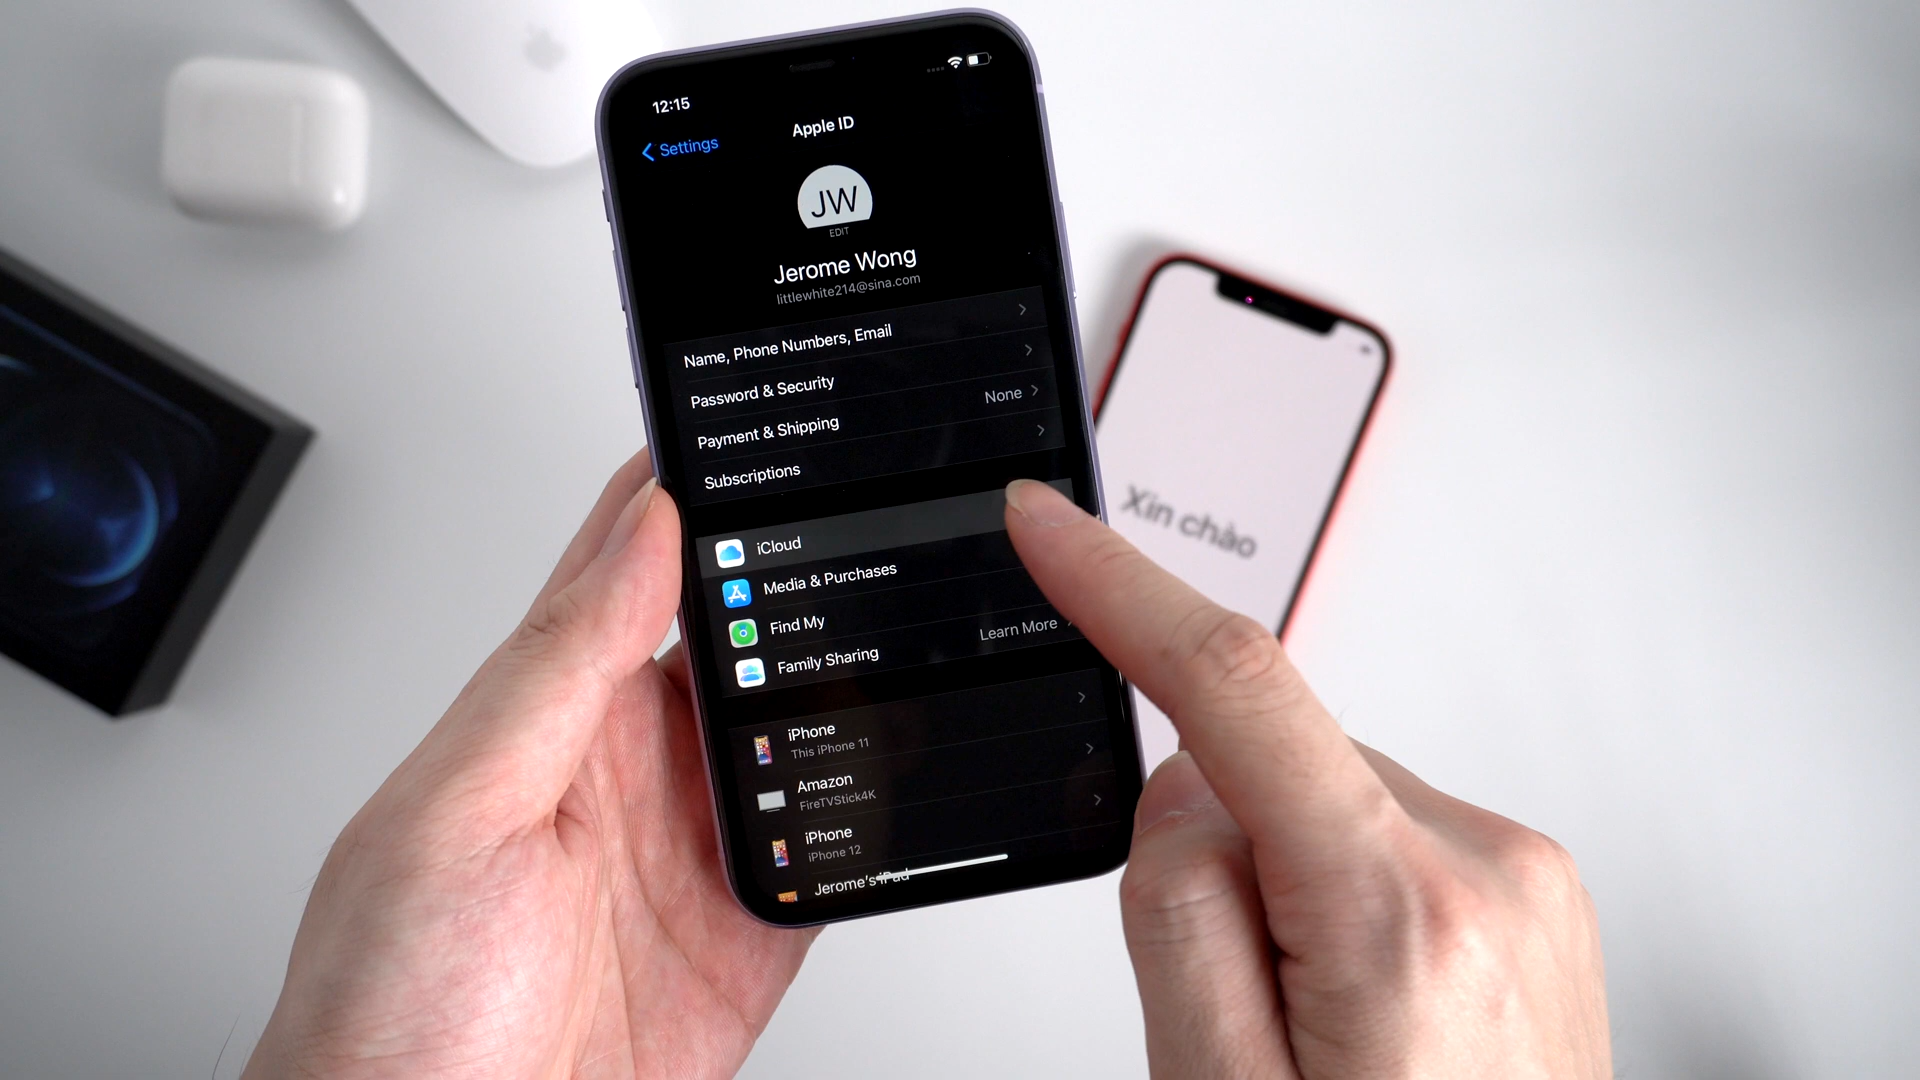 12:15
Settings
Apple ID
JW
EDIT
Jerome Wong
littlewhite214@sina.com
Name, Phone Numbers, Email
Password & Security
Payment & Shipping None
Subscriptions
iCloud
Media & Purchases
Find My
Family Sharing Learn More
iPhone
This iPhone 11
Amazon
FireTVStick4K
iPhone
iPhone 12
Jerome's iPad
Xin chào